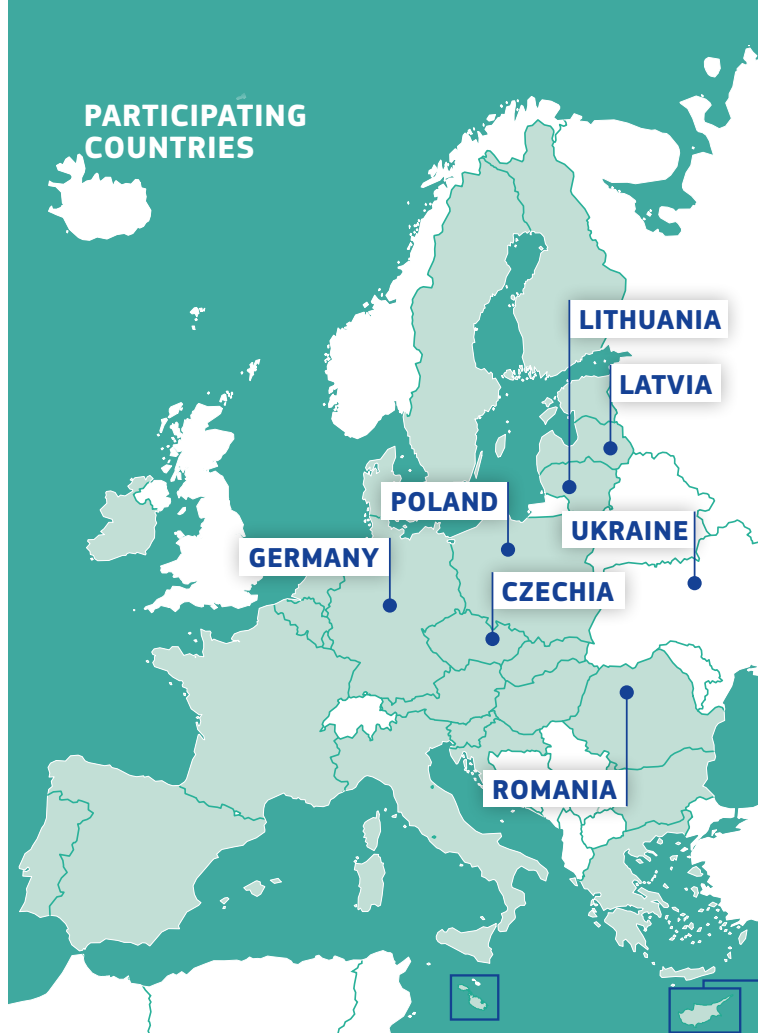 PARTICIPATING
COUNTRIES
LITHUANIA
LATVIA
POLAND
UKRAINE
GERMANY
CZECHIA
ROMANIA